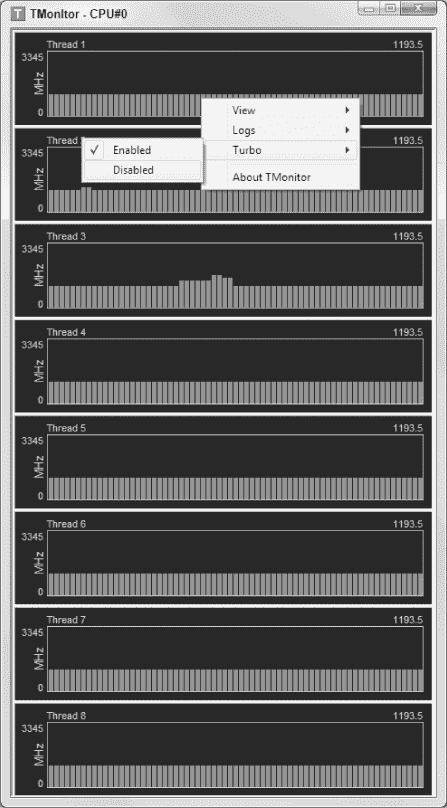 TMonitor - CPU#0
Thread 1 1193.5
3345
MHz
0
View
Logs
Turbo
About TMonitor
Enabled
Disabled
3345
MHz
0
Thread 3 1193.5
3345
MHz
0
Thread 4 1193.5
3345
MHz
0
Thread 5 1193.5
3345
MHz
0
Thread 6 1193.5
3345
MHz
0
Thread 7 1193.5
3345
MHz
0
Thread 8 1193.5
3345
MHz
0